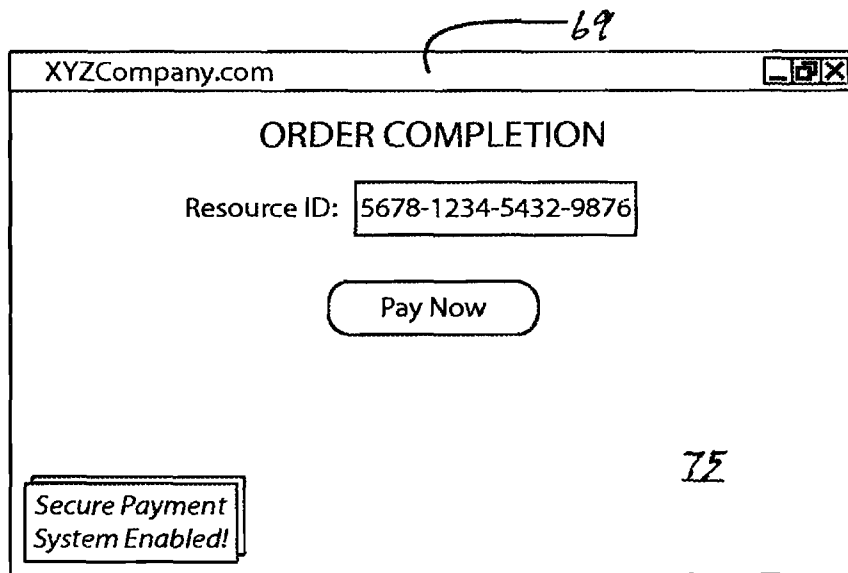 69
XYZCompany.com
ORDER COMPLETION
Resource ID: 5678-1234-5432-9876
Pay Now
75
Secure Payment
System Enabled!